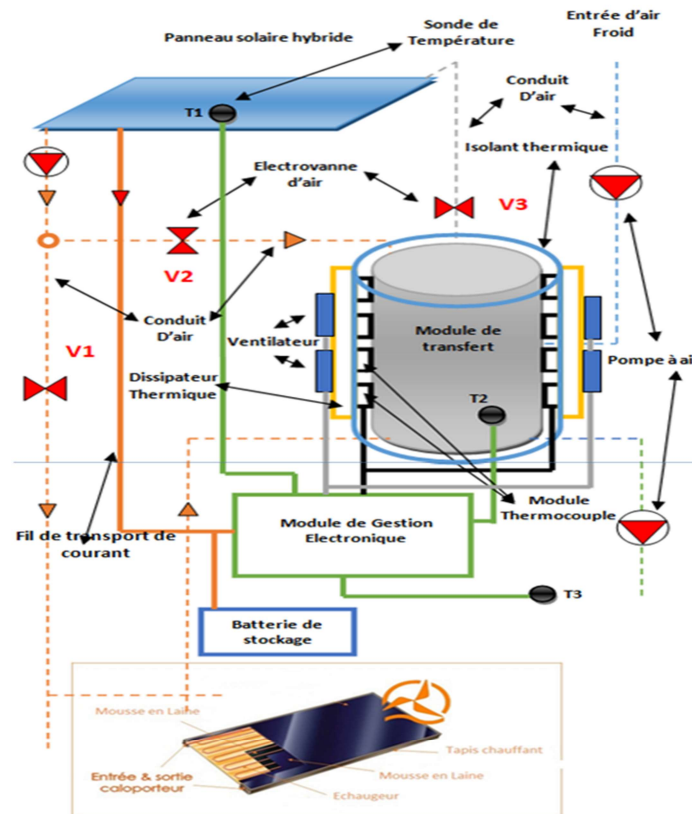 Panneau solaire hybride
Sonde de
Température
Entrée d'air
Froid
T1
Conduit
D'air
Isolant thermique
Electrovanne
d'air
V3
V2
Conduit
D'air
V1
Ventilateur
Module de
transfert
Pompe à air
Dissipateur
Thermique
T2
Module
Thermocouple
Fil de transport de
courant
Module de Gestion
Electronique
T3
Batterie de
stockage
Mousse en Laine
Tapis chauffant
Entrée & sortie
caloporteur
Mousse en Laine
Echaugeur